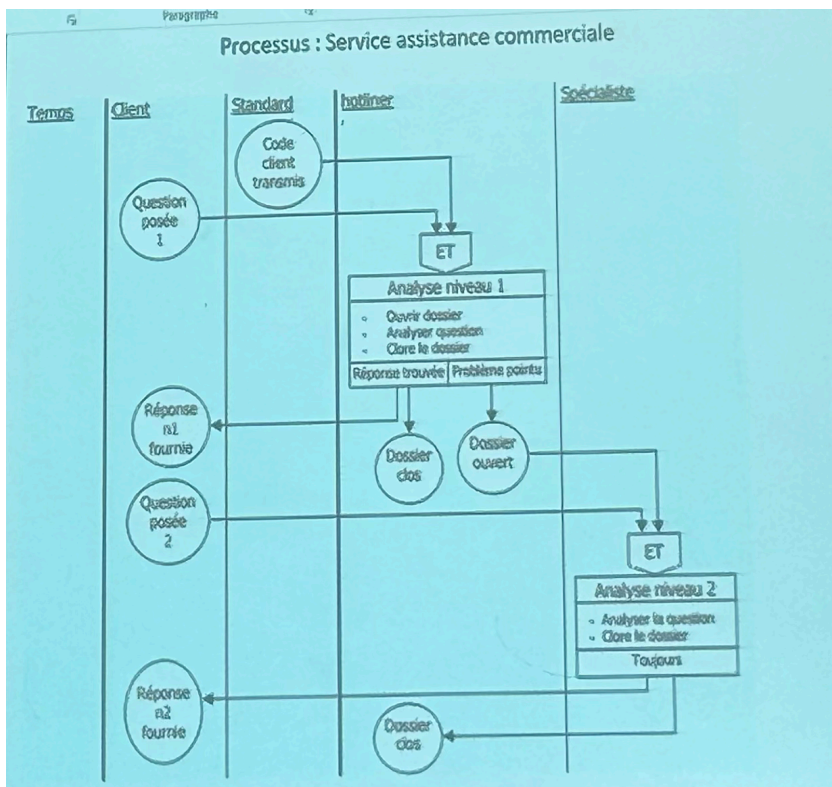 Paragraphe
Processus : Service assistance commerciale
Temps
Client
Standard
hotliner
Spécialiste
Code
client
transmis
Question
posée
1
ET
Analyse niveau 1
Ouvrir dossier
Analyser question
Clore le dossier
Réponse trouvée
Problème pointu
Réponse
n1
fournie
Dossier
clos
Dossier
ouvert
Question
posée
2
ET
Analyse niveau 2
Analyser la question
Clore le dossier
Toujours
Réponse
n2
fournie
Dossier
clos